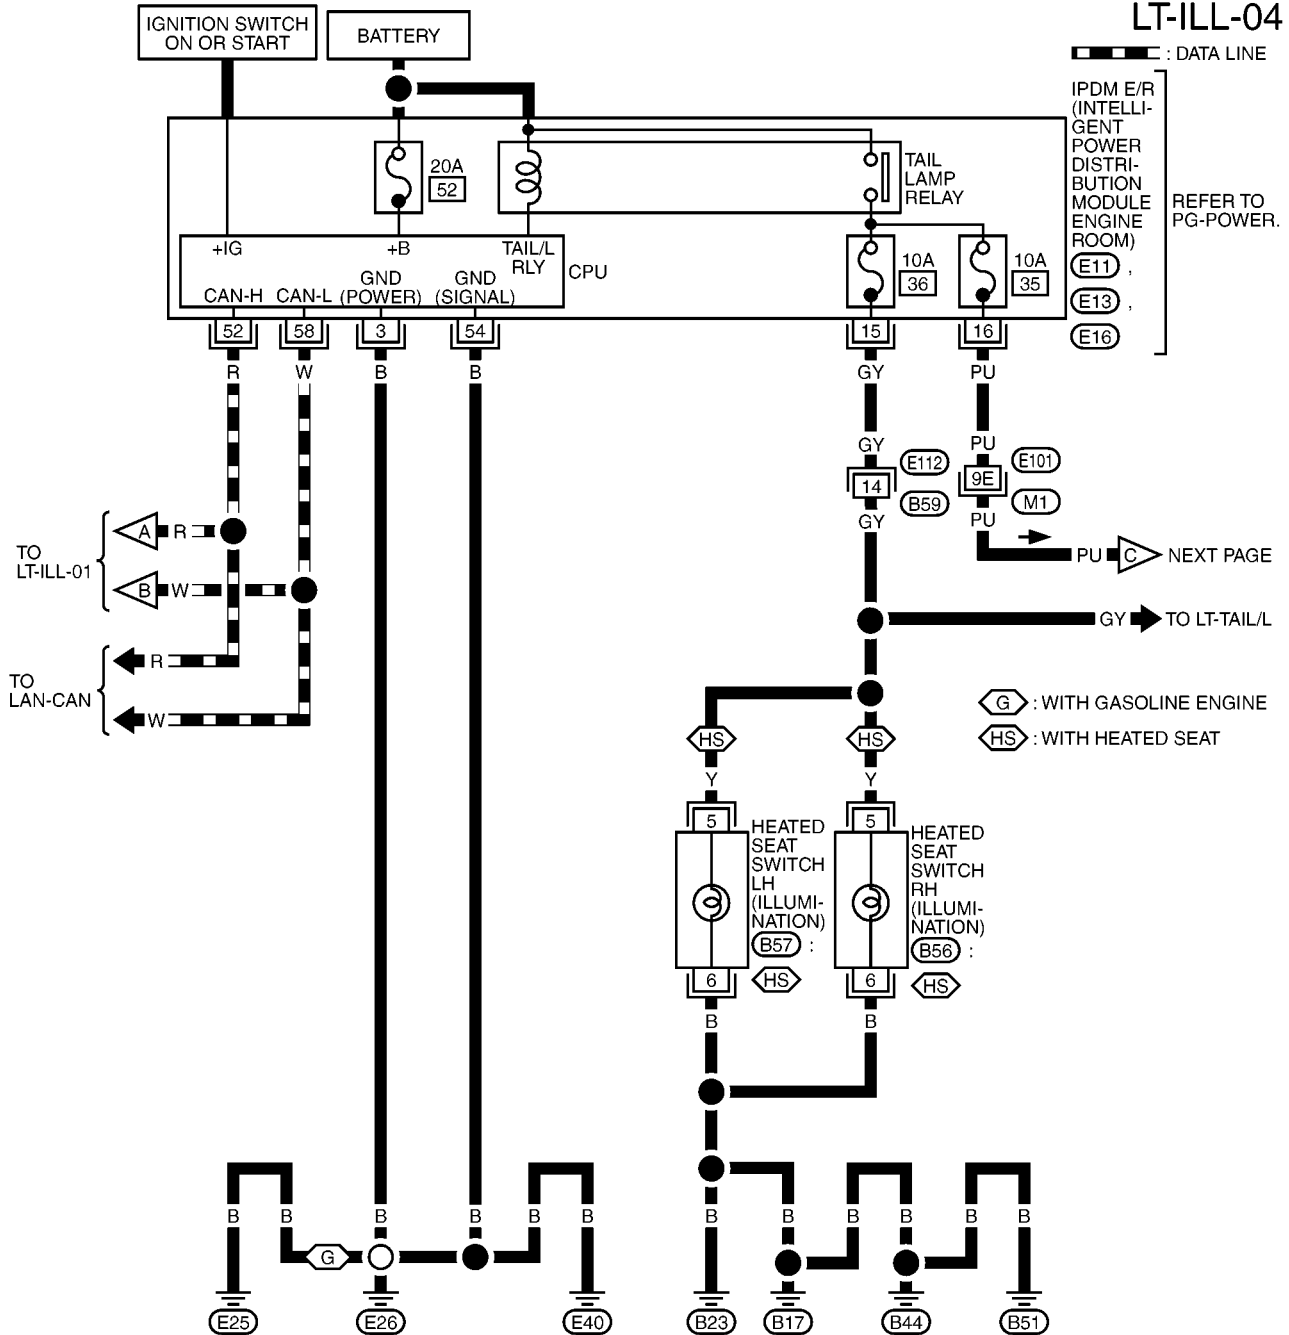 LT-ILL-04
IGNITION SWITCH
ON OR START
BATTERY
: DATA LINE
IPDM E/R
(INTELLI-
GENT
POWER
DISTRI-
BUTION
MODULE
ENGINE
ROOM)
E11 ,
E13 ,
E16
REFER TO
PG-POWER.
20A
52
TAIL
LAMP
RELAY
+IG
+B
TAIL/L
RLY
CPU
CAN-H
CAN-L
GND
(POWER)
GND
(SIGNAL)
10A
36
10A
35
52
58
3
54
15
16
R
W
B
B
GY
PU
GY
PU
E112
E101
14
9E
B59
M1
GY
PU
TO
LT-ILL-01
A
R
B
W
PU
C
NEXT PAGE
GY
TO LT-TAIL/L
TO
LAN-CAN
R
W
G
: WITH GASOLINE ENGINE
HS
: WITH HEATED SEAT
HS
HS
Y
Y
5
5
HEATED
SEAT
SWITCH
LH
(ILLUMI-
NATION)
B57 :
HS
HEATED
SEAT
SWITCH
RH
(ILLUMI-
NATION)
B56 :
HS
6
6
B
B
B
B
B
B
B
B
B
B
B
B
B
B
G
E25
E26
E40
B23
B17
B44
B51